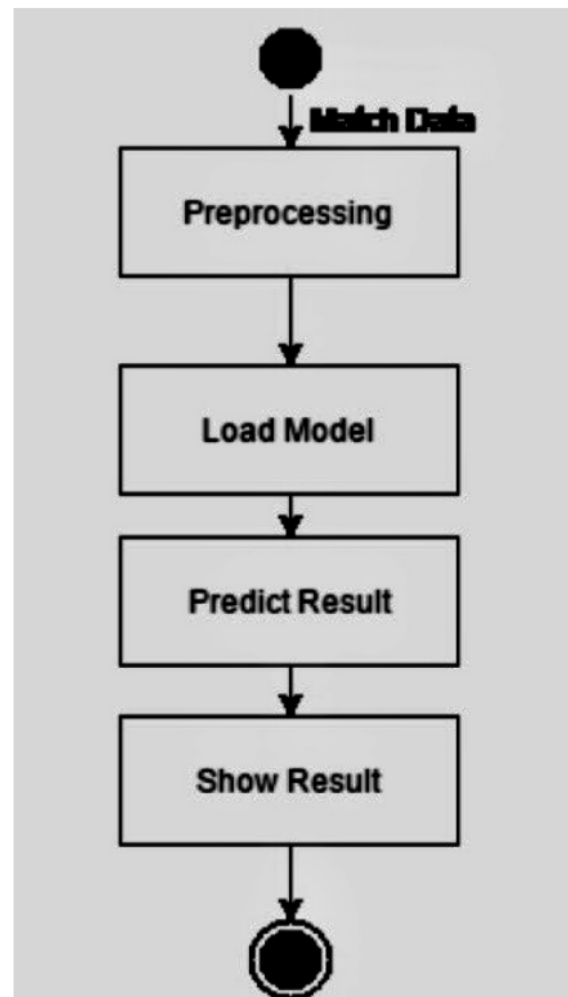 Match Data
Preprocessing
Load Model
Predict Result
Show Result